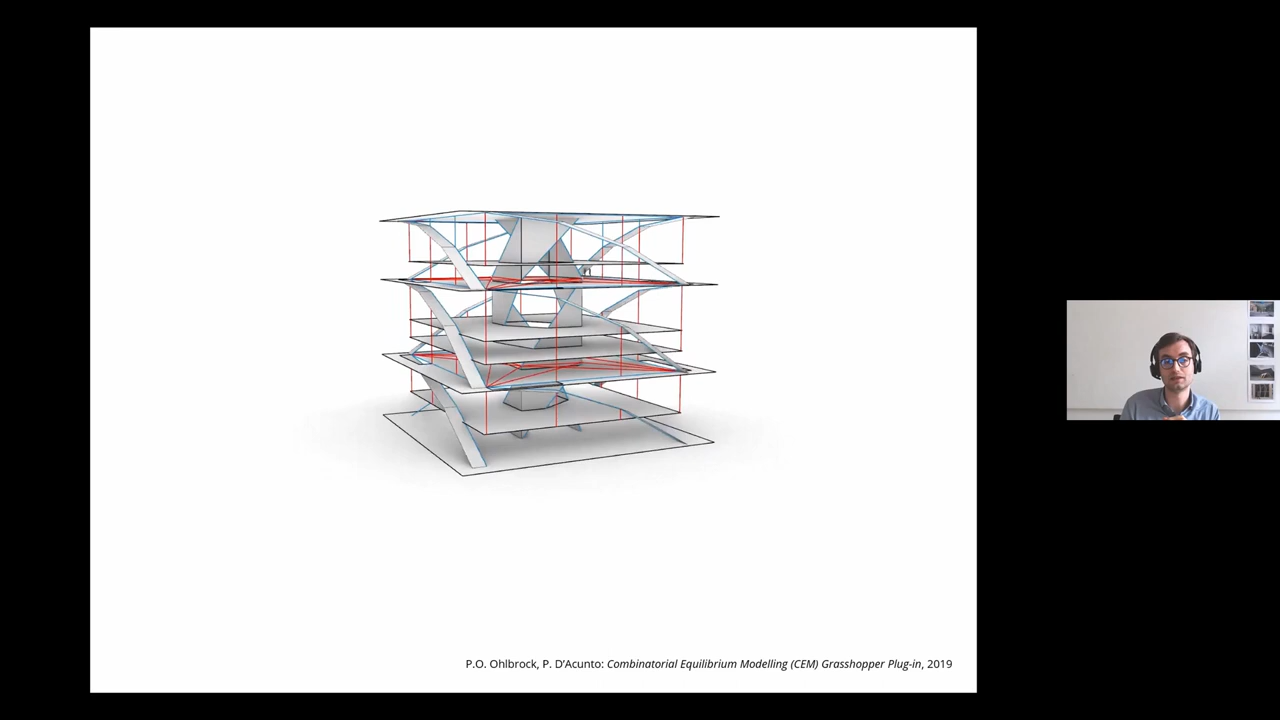 P.O. Ohlbrock, P. D'Acunto: Combinatorial Equilibrium Modelling (CEM) Grasshopper Plug-in, 2019